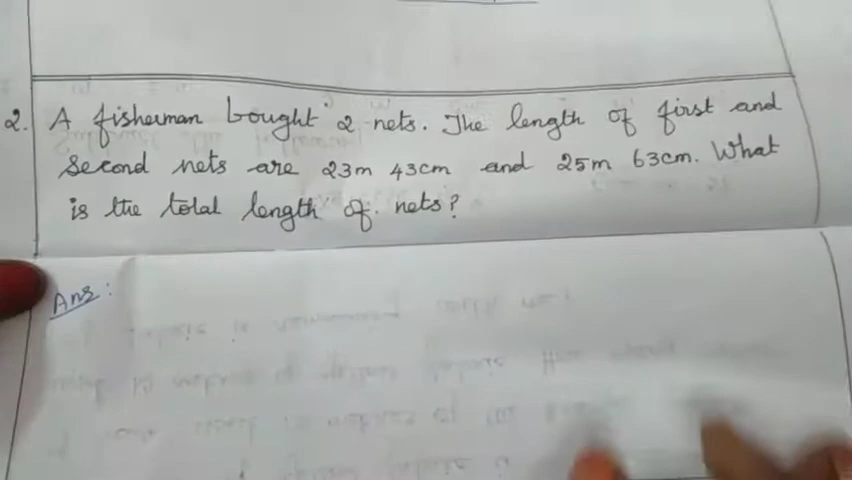 2. A fisherman bought 2 nets. The length of first and
second nets are 23m 43cm and 25m 63cm. What
is the total length of nets?
Ans: